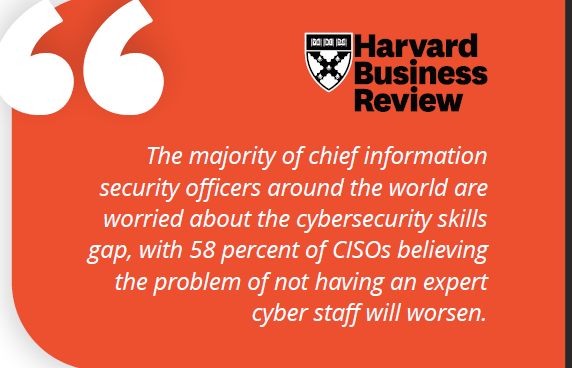 Harvard
Business
Review
The majority of chief information
security officers around the world are
worried about the cybersecurity skills
gap, with 58 percent of CISOs believing
the problem of not having an expert
cyber staff will worsen.